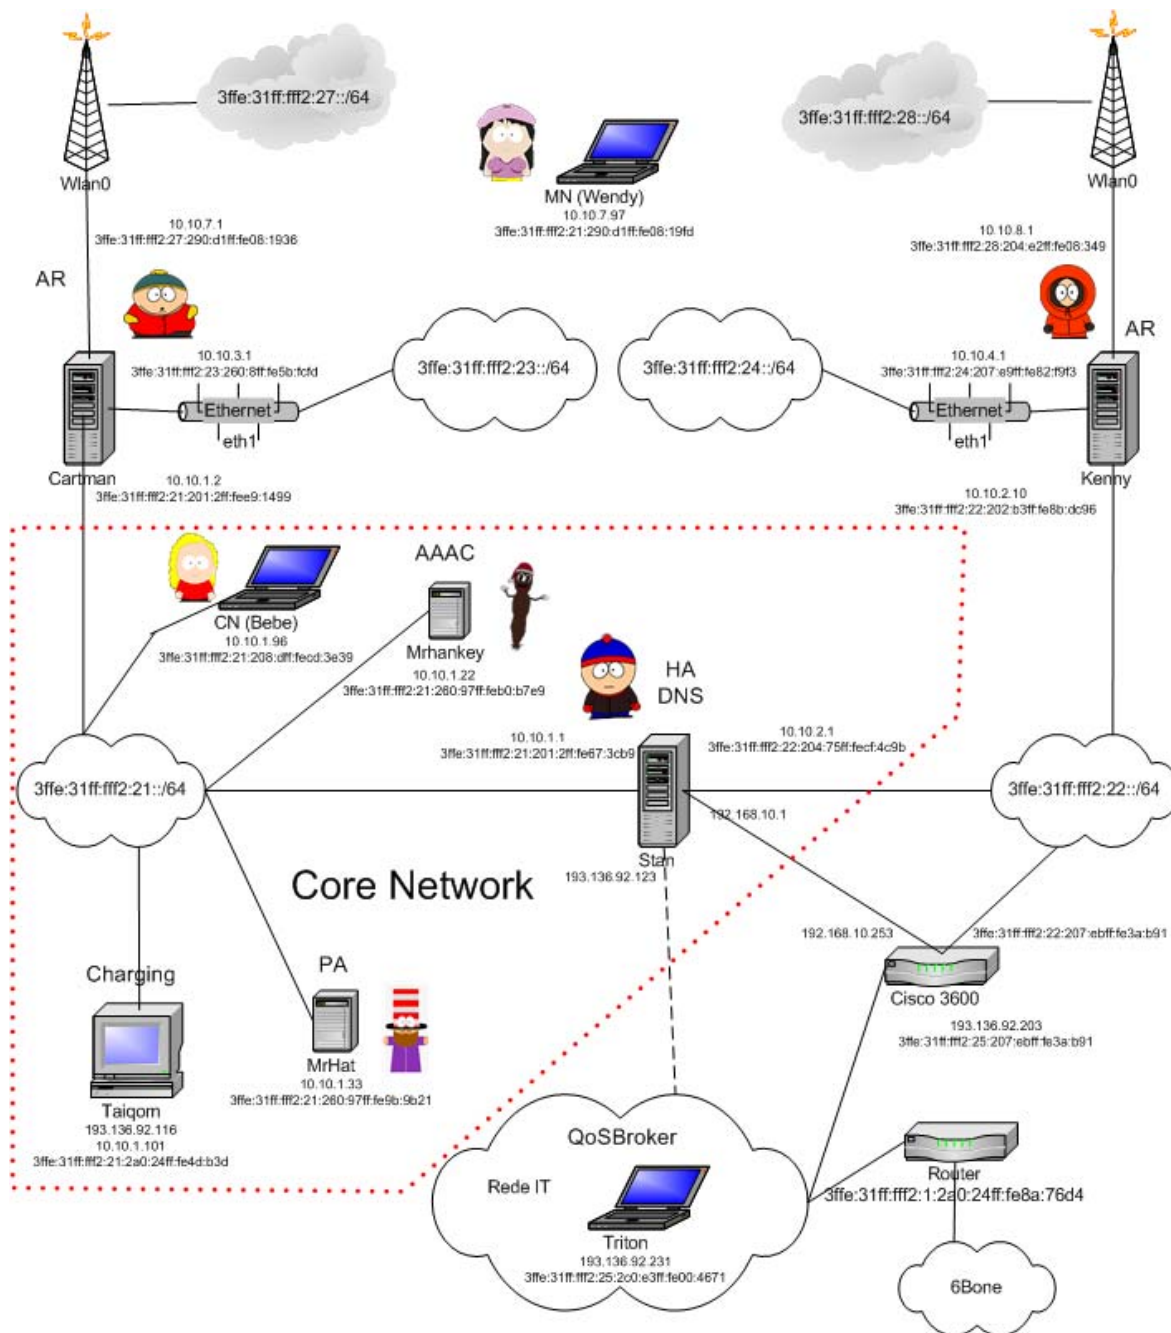 3ffe:31ff:fff2:27::/64
3ffe:31ff:fff2:28::/64
Wlan0
Wlan0
MN (Wendy)
10.10.7.97
3ffe:31ff:fff2:21:290:d1ff:fe08:19fd
10.10.7.1
3ffe:31ff:fff2:27:290:d1ff:fe08:1936
10.10.8.1
3ffe:31ff:fff2:28:204:e2ff:fe08:349
AR
AR
10.10.3.1
3ffe:31ff:fff2:23:260:8ff:fe5b:fcfd
3ffe:31ff:fff2:23::/64
3ffe:31ff:fff2:24::/64
10.10.4.1
3ffe:31ff:fff2:24:207:e9ff:fe82:f9f3
Ethernet
eth1
Ethernet
eth1
Cartman
Kenny
10.10.1.2
3ffe:31ff:fff2:21:201:2ff:fee9:1499
10.10.2.10
3ffe:31ff:fff2:22:202:b3ff:fe8b:dc96
AAAC
CN (Bebe)
10.10.1.96
3ffe:31ff:fff2:21:208:dff:fecd:3e39
Mrhankey
10.10.1.22
3ffe:31ff:fff2:21:260:97ff:feb0:b7e9
HA
DNS
10.10.1.1
3ffe:31ff:fff2:21:201:2ff:fe67:3cb9
10.10.2.1
3ffe:31ff:fff2:22:204:75ff:fecf:4c9b
3ffe:31ff:fff2:21::/64
3ffe:31ff:fff2:22::/64
192.168.10.1
Stan
193.136.92.123
Core Network
192.168.10.253
3ffe:31ff:fff2:22:207:ebff:fe3a:b91
Cisco 3600
193.136.92.203
3ffe:31ff:fff2:25:207:ebff:fe3a:b91
Charging
PA
Taiqom
193.136.92.116
10.10.1.101
3ffe:31ff:fff2:21:2a0:24ff:fe4d:b3d
MrHat
10.10.1.33
3ffe:31ff:fff2:21:260:97ff:fe9b:9b21
QoSBroker
Rede IT
Triton
193.136.92.231
3ffe:31ff:fff2:25:2c0:e3ff:fe00:4671
Router
3ffe:31ff:fff2:1:2a0:24ff:fe8a:76d4
6Bone